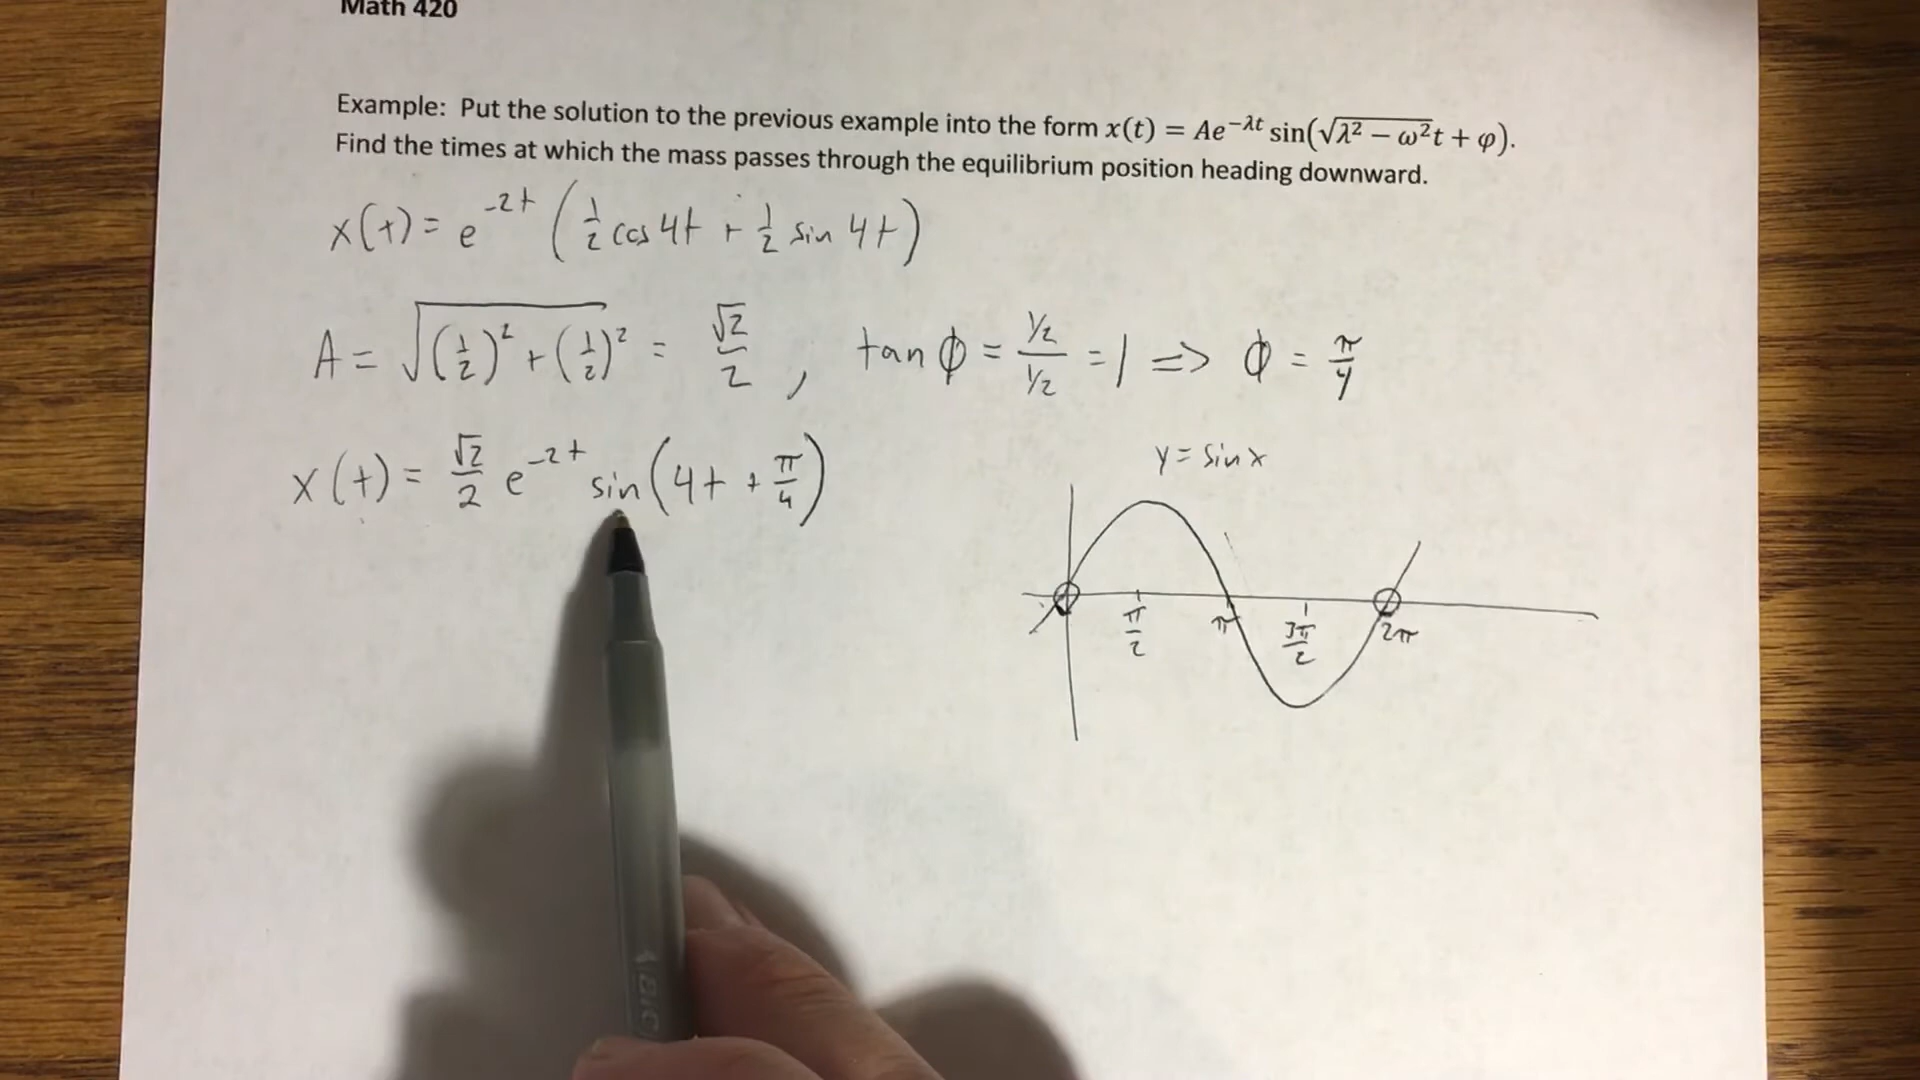 Math 420
Example: Put the solution to the previous example into the form x(t) = Ae^{−λt} sin(√(λ² − ω²)t + φ).
Find the times at which the mass passes through the equilibrium position heading downward.
x(t) = e^{-2t} (1/2 cos 4t + 1/2 sin 4t)
A = √((1/2)² + (1/2)²) = √2/2 , tan ϕ = (1/2)/(1/2) = 1 => ϕ = π/4
x(t) = √2/2 e^{-2t} sin(4t + π/4)
y = sin x
π/2 π 3π/2 2π
BIC